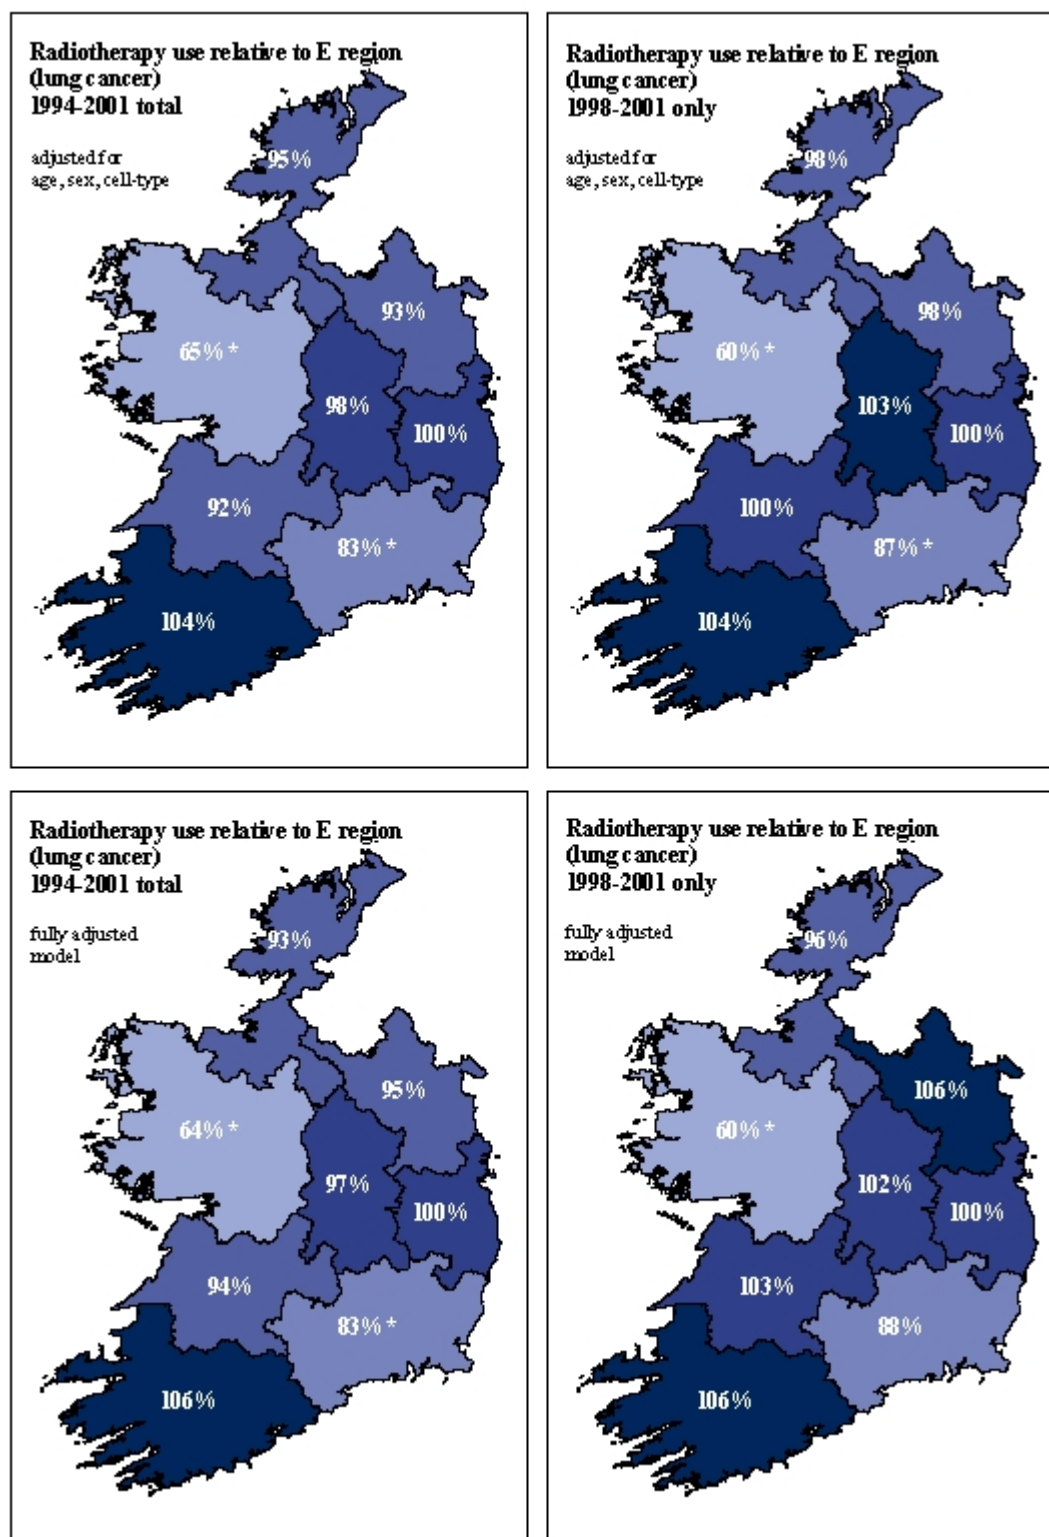 Radiotherapy use relative to E region
(lung cancer)
1994-2001 total
adjusted for
age, sex, cell-type
95%
93%
65% *
98%
100%
92%
83% *
104%
Radiotherapy use relative to E region
(lung cancer)
1998-2001 only
adjusted for
age, sex, cell-type
98%
98%
60% *
103%
100%
100%
87% *
104%
Radiotherapy use relative to E region
(lung cancer)
1994-2001 total
fully adjusted
model
93%
95%
64% *
97%
100%
94%
83% *
106%
Radiotherapy use relative to E region
(lung cancer)
1998-2001 only
fully adjusted
model
96%
106%
60% *
102%
100%
103%
88%
106%